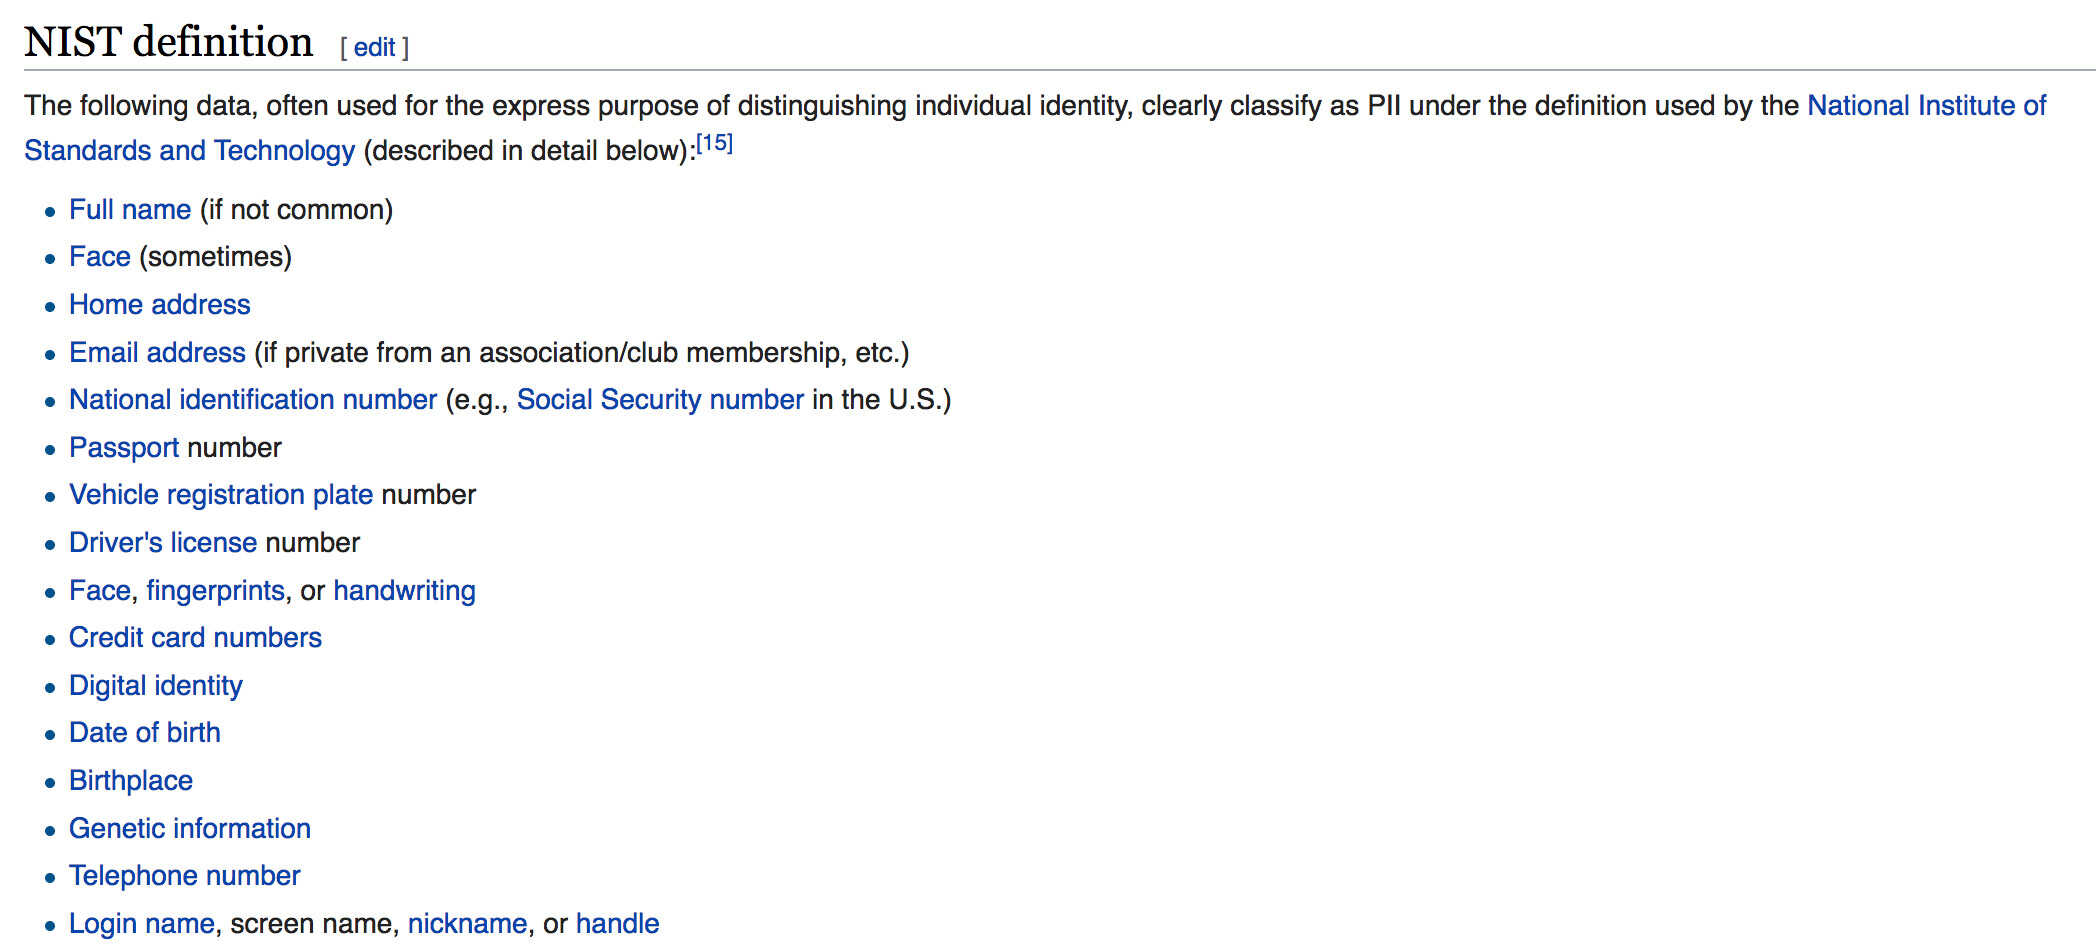 NIST definition [ edit ]
The following data, often used for the express purpose of distinguishing individual identity, clearly classify as PII under the definition used by the National Institute of
Standards and Technology (described in detail below):[15]
• Full name (if not common)
• Face (sometimes)
• Home address
• Email address (if private from an association/club membership, etc.)
• National identification number (e.g., Social Security number in the U.S.)
• Passport number
• Vehicle registration plate number
• Driver's license number
• Face, fingerprints, or handwriting
• Credit card numbers
• Digital identity
• Date of birth
• Birthplace
• Genetic information
• Telephone number
• Login name, screen name, nickname, or handle